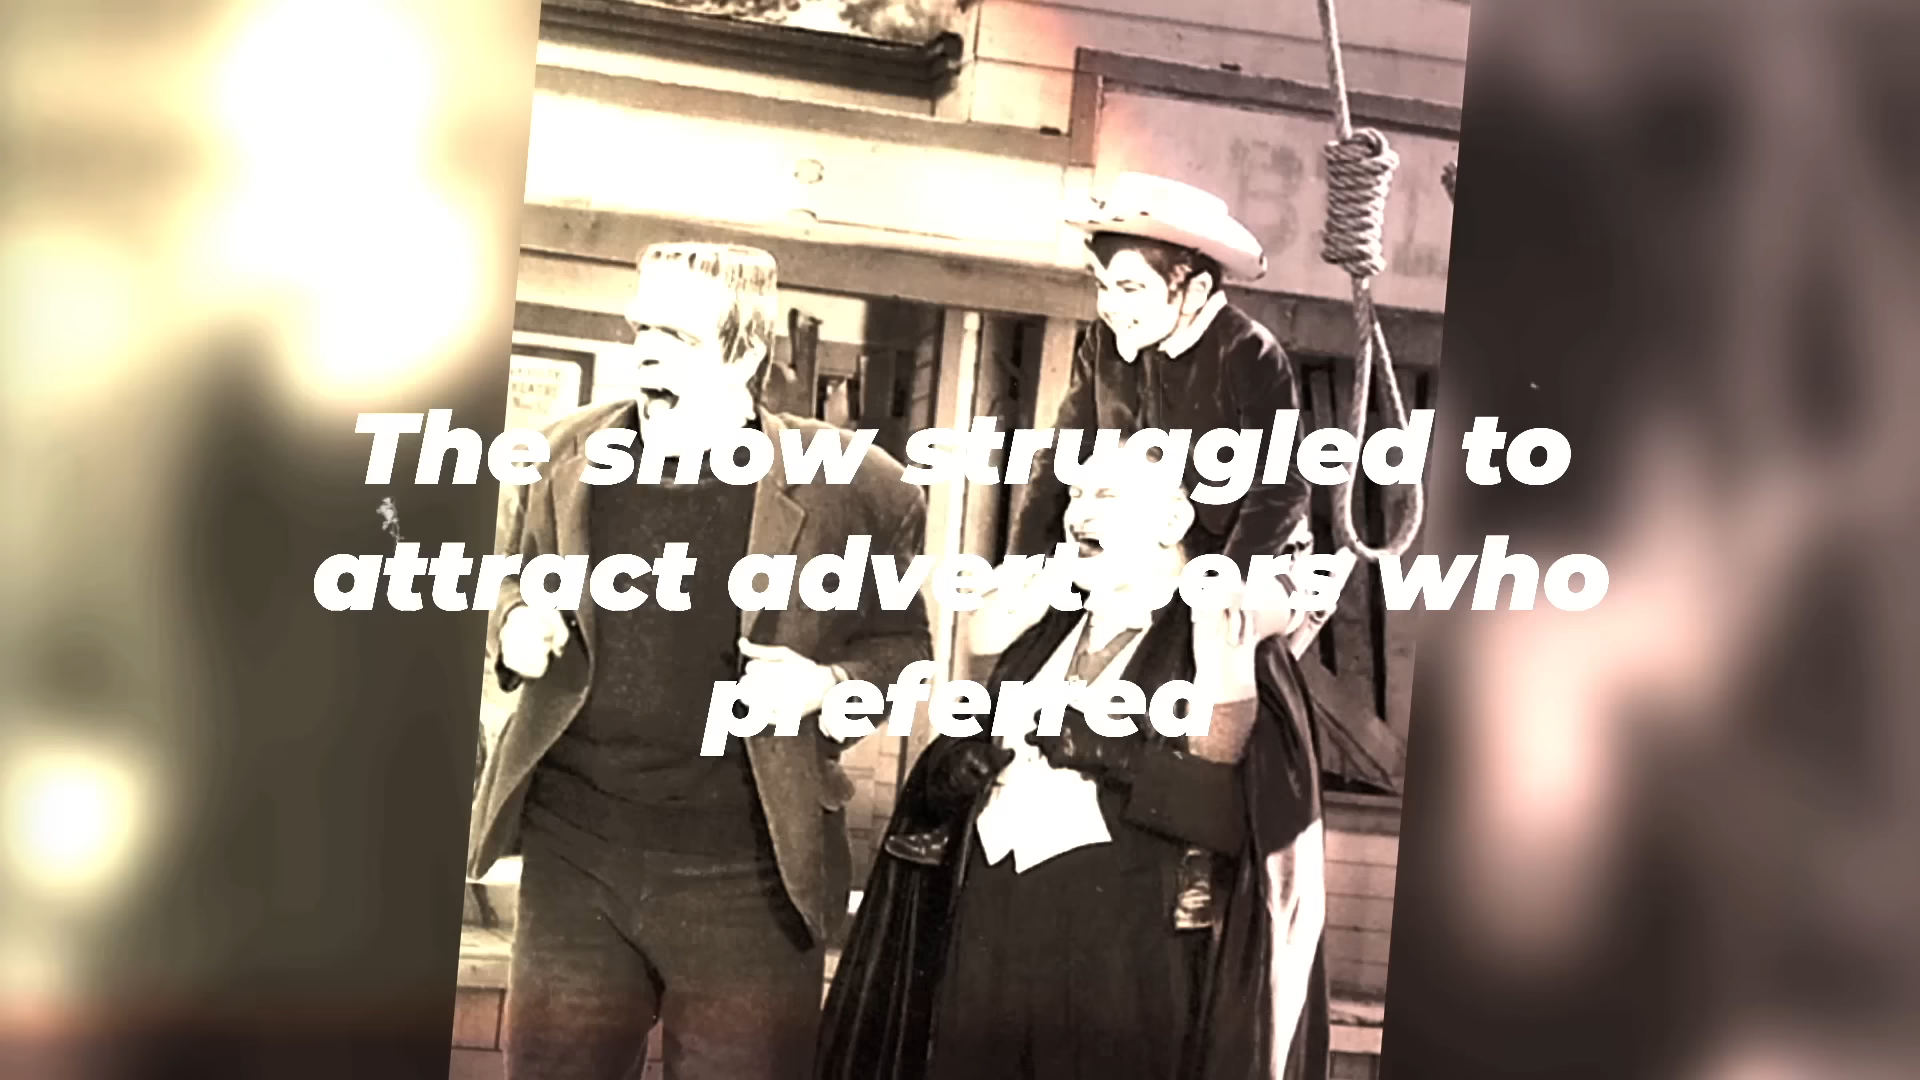 The show struggled to
attract advertisers who
preferred